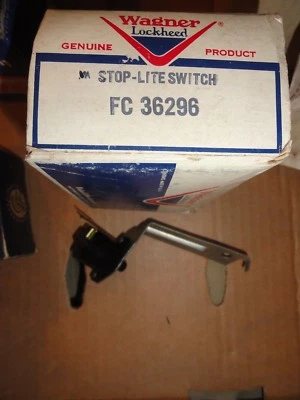 Wagner
Lockheed
GENUINE PRODUCT
STOP-LITE SWITCH
FC 36296